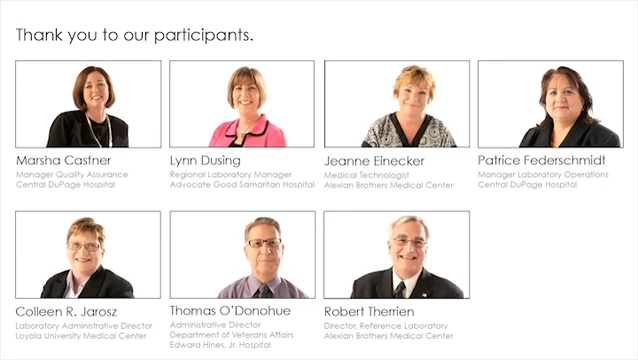 Thank you to our participants.
Marsha Castner
Manager Quality Assurance
Central DuPage Hospital
Lynn Dusing
Regional Laboratory Manager
Advocate Good Samaritan Hospital
Jeanne Einecker
Medical Technologist
Alexian Brothers Medical Center
Patrice Federschmidt
Manager Laboratory Operations
Central DuPage Hospital
Colleen R. Jarosz
Laboratory Administrative Director
Loyola University Medical Center
Thomas O’Donohue
Administrative Director
Department of Veterans Affairs
Edward Hines, Jr. Hospital
Robert Therrien
Director, Reference Laboratory
Alexian Brothers Medical Center